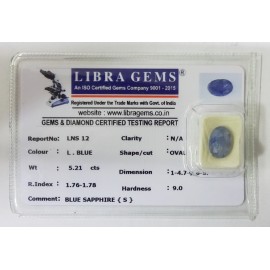 LIBRA GEMS
An ISO Certified Gems Company 9001 - 2015
Registered Under the Trade Marks with Govt. of India
website : www.libragems.co.in
GEMS & DIAMOND CERTIFIED TESTING REPORT
ReportNo: LNS 12 Clarity N/A
Colour L. BLUE Shape/cut OVAL
Wt 5.21 cts Dimension
R.Index 1.76-1.78 Hardness 9.0
Comment BLUE SAPPHIRE ( S )